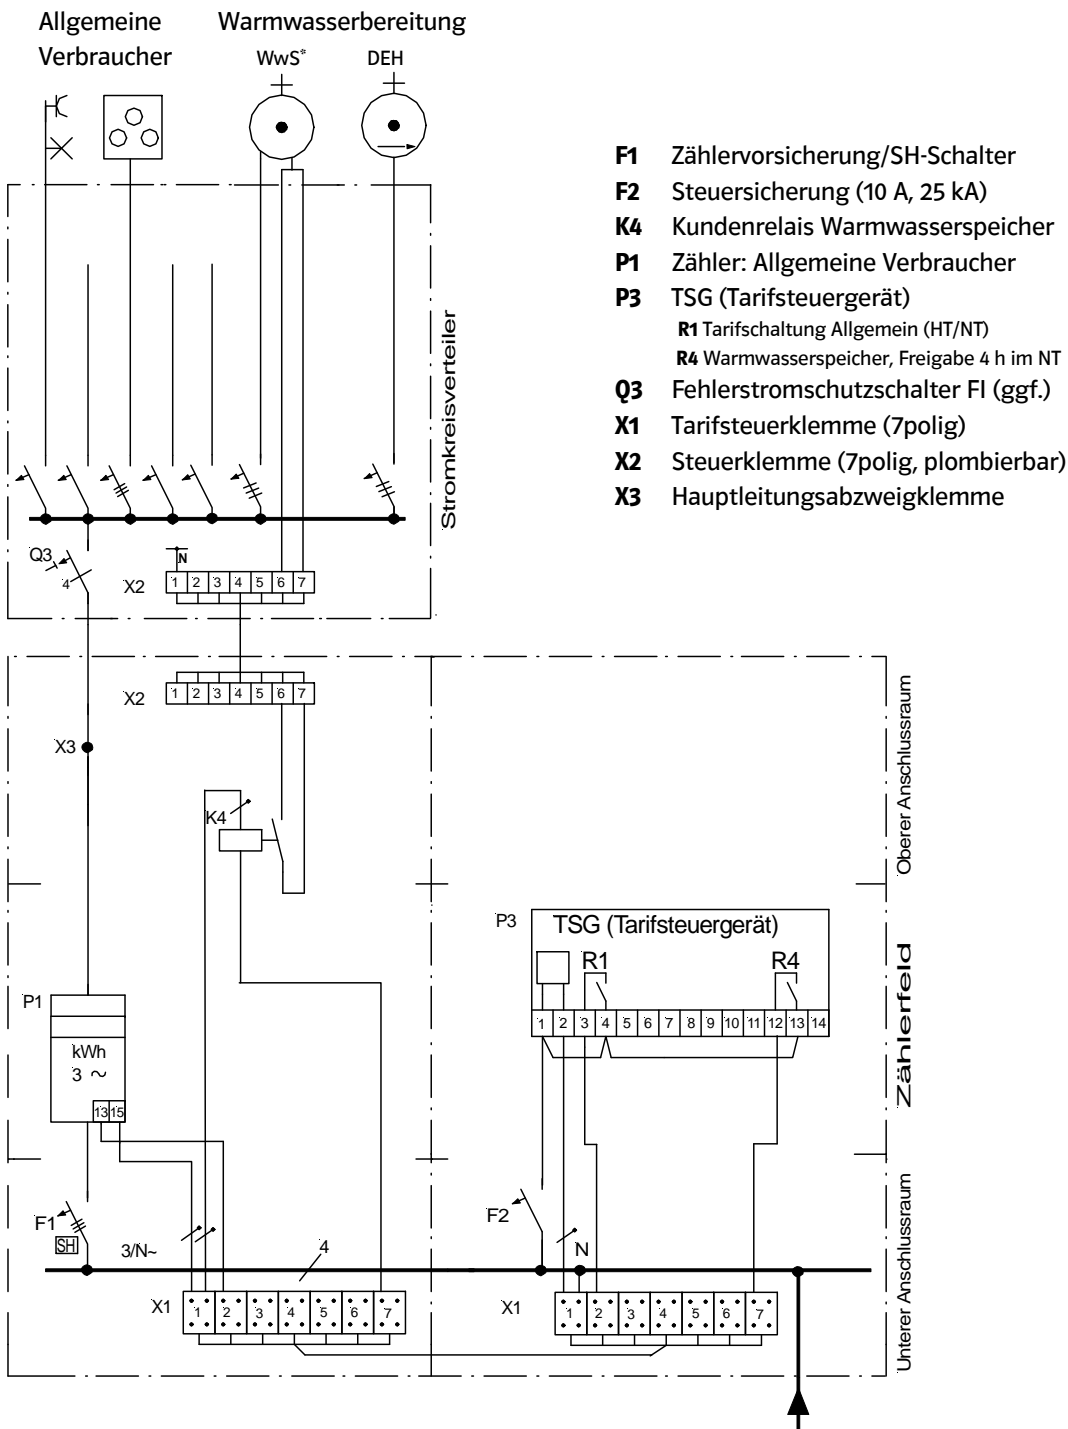 Allgemeine Verbraucher
Warmwasserbereitung
WwS*
DEH
F1 Zählervorsicherung/SH-Schalter
F2 Steuersicherung (10 A, 25 kA)
K4 Kundenrelais Warmwasserspeicher
P1 Zähler: Allgemeine Verbraucher
P3 TSG (Tarifsteuergerät)
R1 Tarifschaltung Allgemein (HT/NT)
R4 Warmwasserspeicher, Freigabe 4 h im NT
Q3 Fehlerstromschutzschalter FI (ggf.)
X1 Tarifsteuerklemme (7polig)
X2 Steuerklemme (7polig, plombierbar)
X3 Hauptleitungsabzweigklemme
Stromkreisverteiler
Q3
4
N
X2
1 2 3 4 5 6 7
X2
1 2 3 4 5 6 7
X3
K4
Oberer Anschlussraum
P3
TSG (Tarifsteuergerät)
R1
R4
1 2 3 4 5 6 7 8 9 10 11 12 13 14
Zählerfeld
P1
kWh
3 ~
13 15
F1
SH
3/N~
4
F2
N
X1
1 2 3 4 5 6 7
X1
1 2 3 4 5 6 7
Unterer Anschlussraum